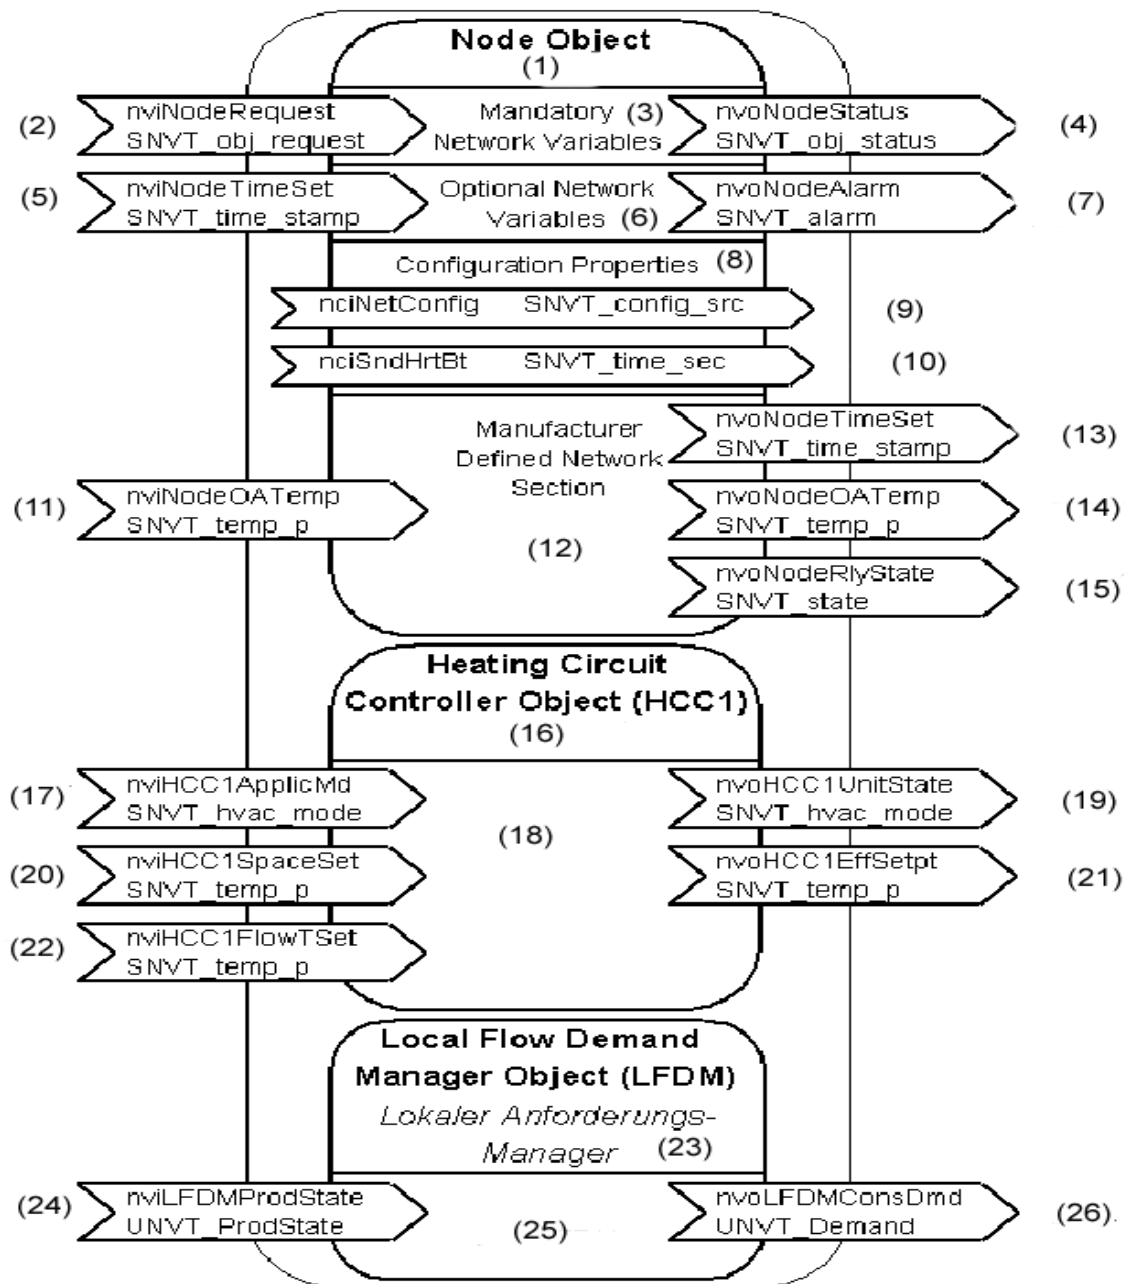 Node Object
(1)
(2)
nviNodeRequest
SNVT_obj_request
Mandatory (3)
Network Variables
nvoNodeStatus
SNVT_obj_status
(4)
(5)
nviNodeTimeSet
SNVT_time_stamp
Optional Network
Variables (6)
nvoNodeAlarm
SNVT_alarm
(7)
Configuration Properties (8)
nciNetConfig SNVT_config_src
(9)
nciSndHrtBt SNVT_time_sec
(10)
Manufacturer
Defined Network
Section
(12)
nvoNodeTimeSet
SNVT_time_stamp
(13)
(11)
nviNodeOATemp
SNVT_temp_p
nvoNodeOATemp
SNVT_temp_p
(14)
nvoNodeRlyState
SNVT_state
(15)
Heating Circuit
Controller Object (HCC1)
(16)
(17)
nviHCC1ApplicMd
SNVT_hvac_mode
(18)
nvoHCC1UnitState
SNVT_hvac_mode
(19)
(20)
nviHCC1SpaceSet
SNVT_temp_p
nvoHCC1EffSetpt
SNVT_temp_p
(21)
(22)
nviHCC1FlowTSet
SNVT_temp_p
Local Flow Demand
Manager Object (LFDM)
Lokaler Anforderungs-
Manager (23)
(24)
nviLFDMProdState
UNVT_ProdState
(25)
nvoLFDMConsDmd
UNVT_Demand
(26).